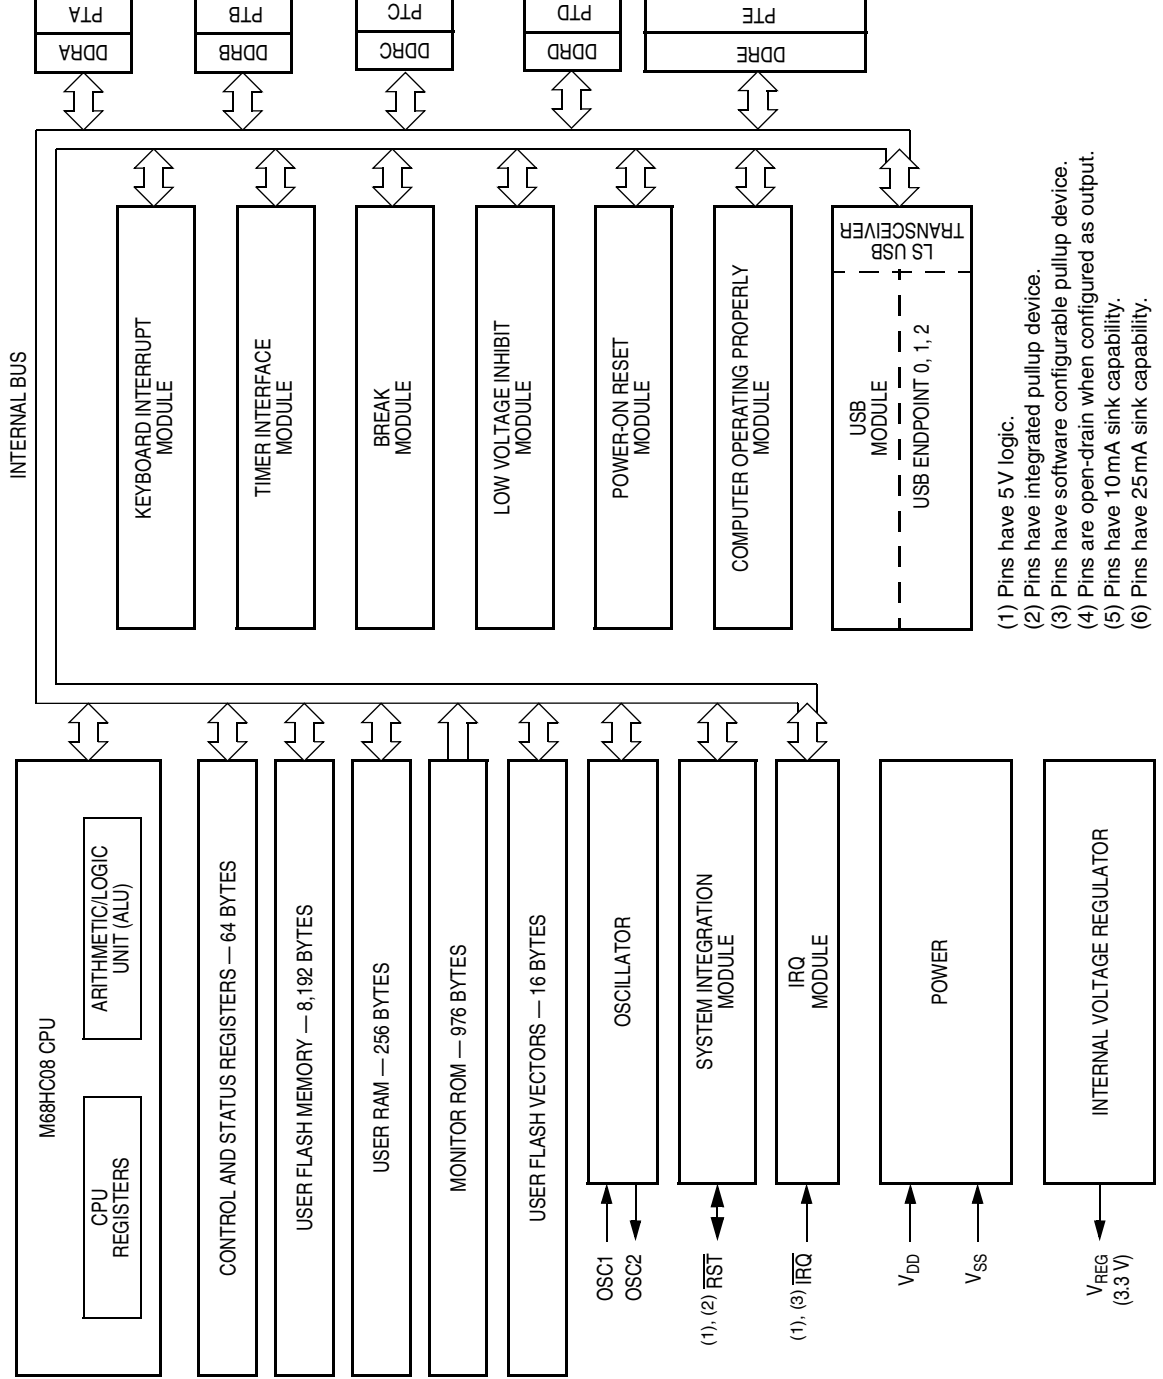 INTERNAL BUS
M68HC08 CPU
CPU
REGISTERS
ARITHMETIC/LOGIC
UNIT (ALU)
CONTROL AND STATUS REGISTERS — 64 BYTES
USER FLASH MEMORY — 8,192 BYTES
USER RAM — 256 BYTES
MONITOR ROM — 976 BYTES
USER FLASH VECTORS — 16 BYTES
OSC1
OSC2
OSCILLATOR
(1), (2) RST
SYSTEM INTEGRATION
MODULE
(1), (3) IRQ
IRQ
MODULE
VDD
VSS
POWER
VREG
(3.3 V)
INTERNAL VOLTAGE REGULATOR
KEYBOARD INTERRUPT
MODULE
TIMER INTERFACE
MODULE
BREAK
MODULE
LOW VOLTAGE INHIBIT
MODULE
POWER-ON RESET
MODULE
COMPUTER OPERATING PROPERLY
MODULE
USB
MODULE
USB ENDPOINT 0, 1, 2
LS USB
TRANSCEIVER
DDRA
PTA
DDRB
PTB
DDRC
PTC
DDRD
PTD
DDRE
PTE
(1) Pins have 5 V logic.
(2) Pins have integrated pullup device.
(3) Pins have software configurable pullup device.
(4) Pins are open-drain when configured as output.
(5) Pins have 10 mA sink capability.
(6) Pins have 25 mA sink capability.